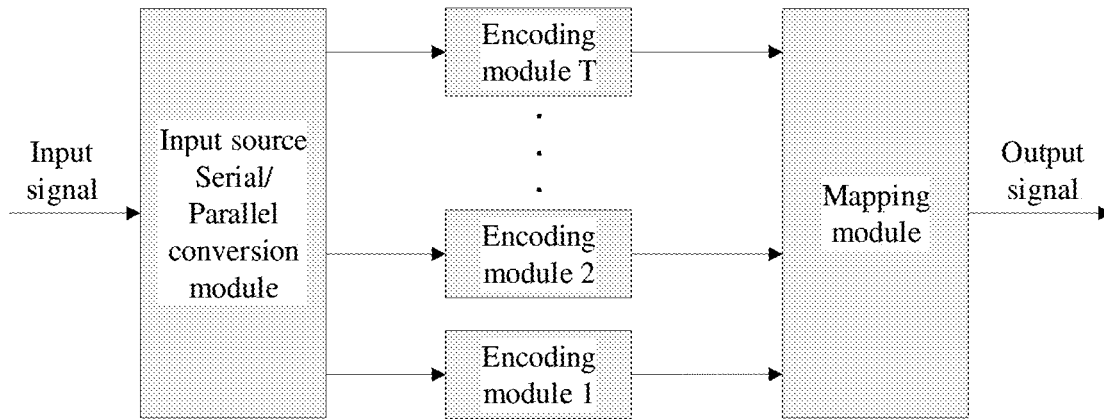 Input
signal
Input source
Serial/
Parallel
conversion
module
Encoding
module T
Encoding
module 2
Encoding
module 1
Mapping
module
Output
signal